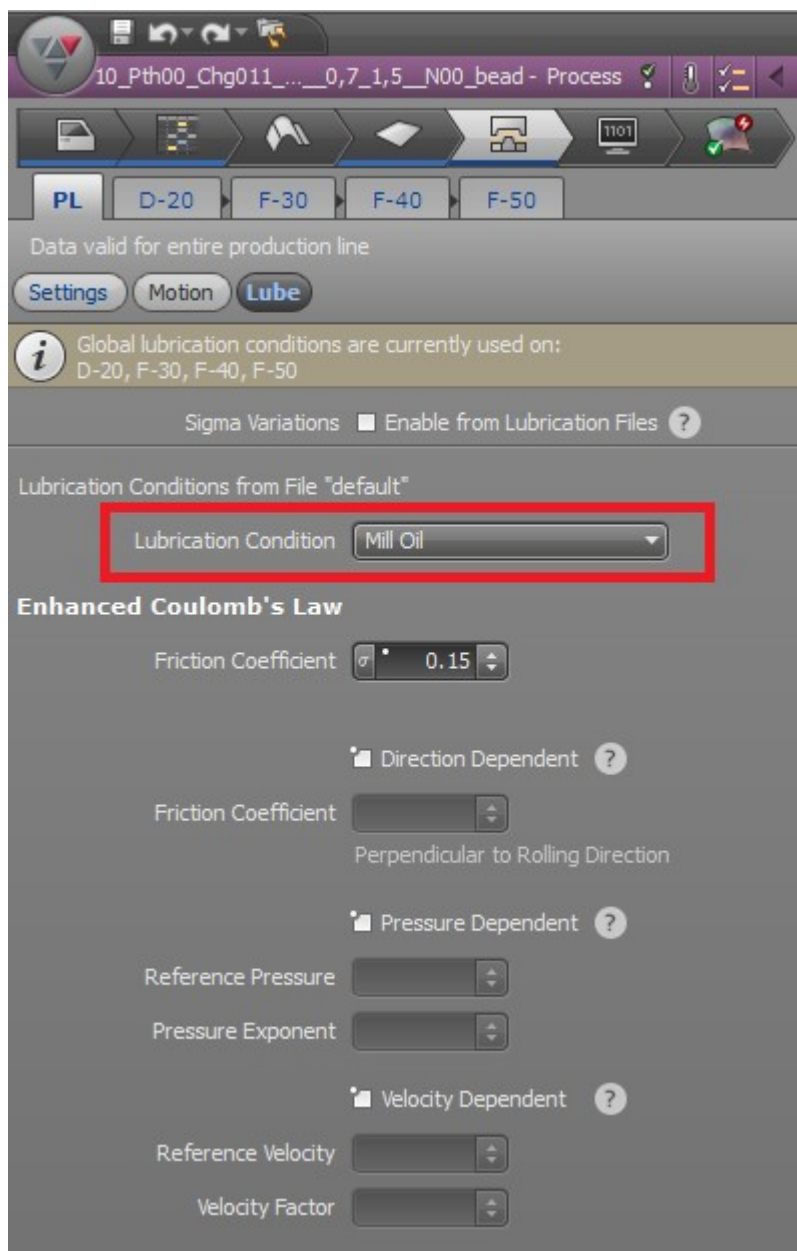 10_Pth00_Chg011_...__0,7_1,5__N00_bead - Process
1101
PL D-20 F-30 F-40 F-50
Data valid for entire production line
Settings Motion Lube
i Global lubrication conditions are currently used on:
D-20, F-30, F-40, F-50
Sigma Variations Enable from Lubrication Files ?
Lubrication Conditions from File "default"
Lubrication Condition Mill Oil
Enhanced Coulomb's Law
Friction Coefficient σ 0.15
Direction Dependent ?
Friction Coefficient
Perpendicular to Rolling Direction
Pressure Dependent ?
Reference Pressure
Pressure Exponent
Velocity Dependent ?
Reference Velocity
Velocity Factor